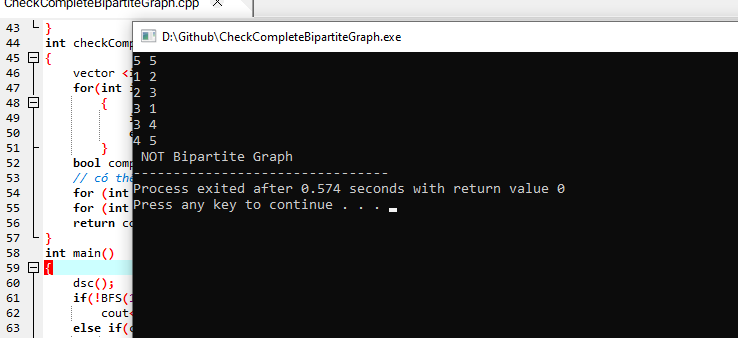 CheckCompleteBipartiteGraph.cpp
43 }
44 int checkComp
45 {
46 vector <
47 for(int
48 {
49
50
51 }
52 bool comp
53 // có thể
54 for (int
55 for (int
56 return co
57 }
58 int main()
59 {
60 dsc();
61 if(!BFS(1
62 cout<
63 else if(c
D:\Github\CheckCompleteBipartiteGraph.exe
5 5
1 2
2 3
3 1
3 4
4 5
NOT Bipartite Graph
--------------------------------
Process exited after 0.574 seconds with return value 0
Press any key to continue . . .